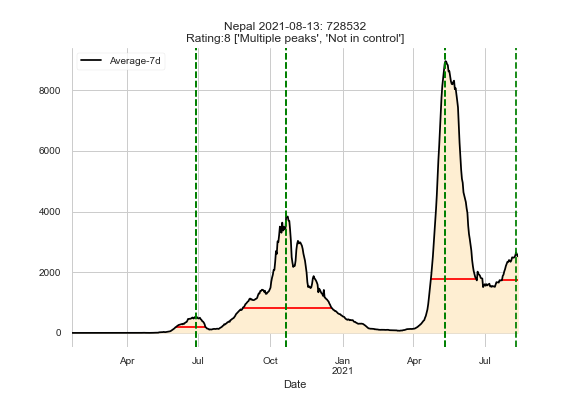 Nepal 2021-08-13: 728532
Rating:8 ['Multiple peaks', 'Not in control']
Average-7d
8000
6000
4000
2000
0
Apr Jul Oct Jan Apr Jul
2021
Date